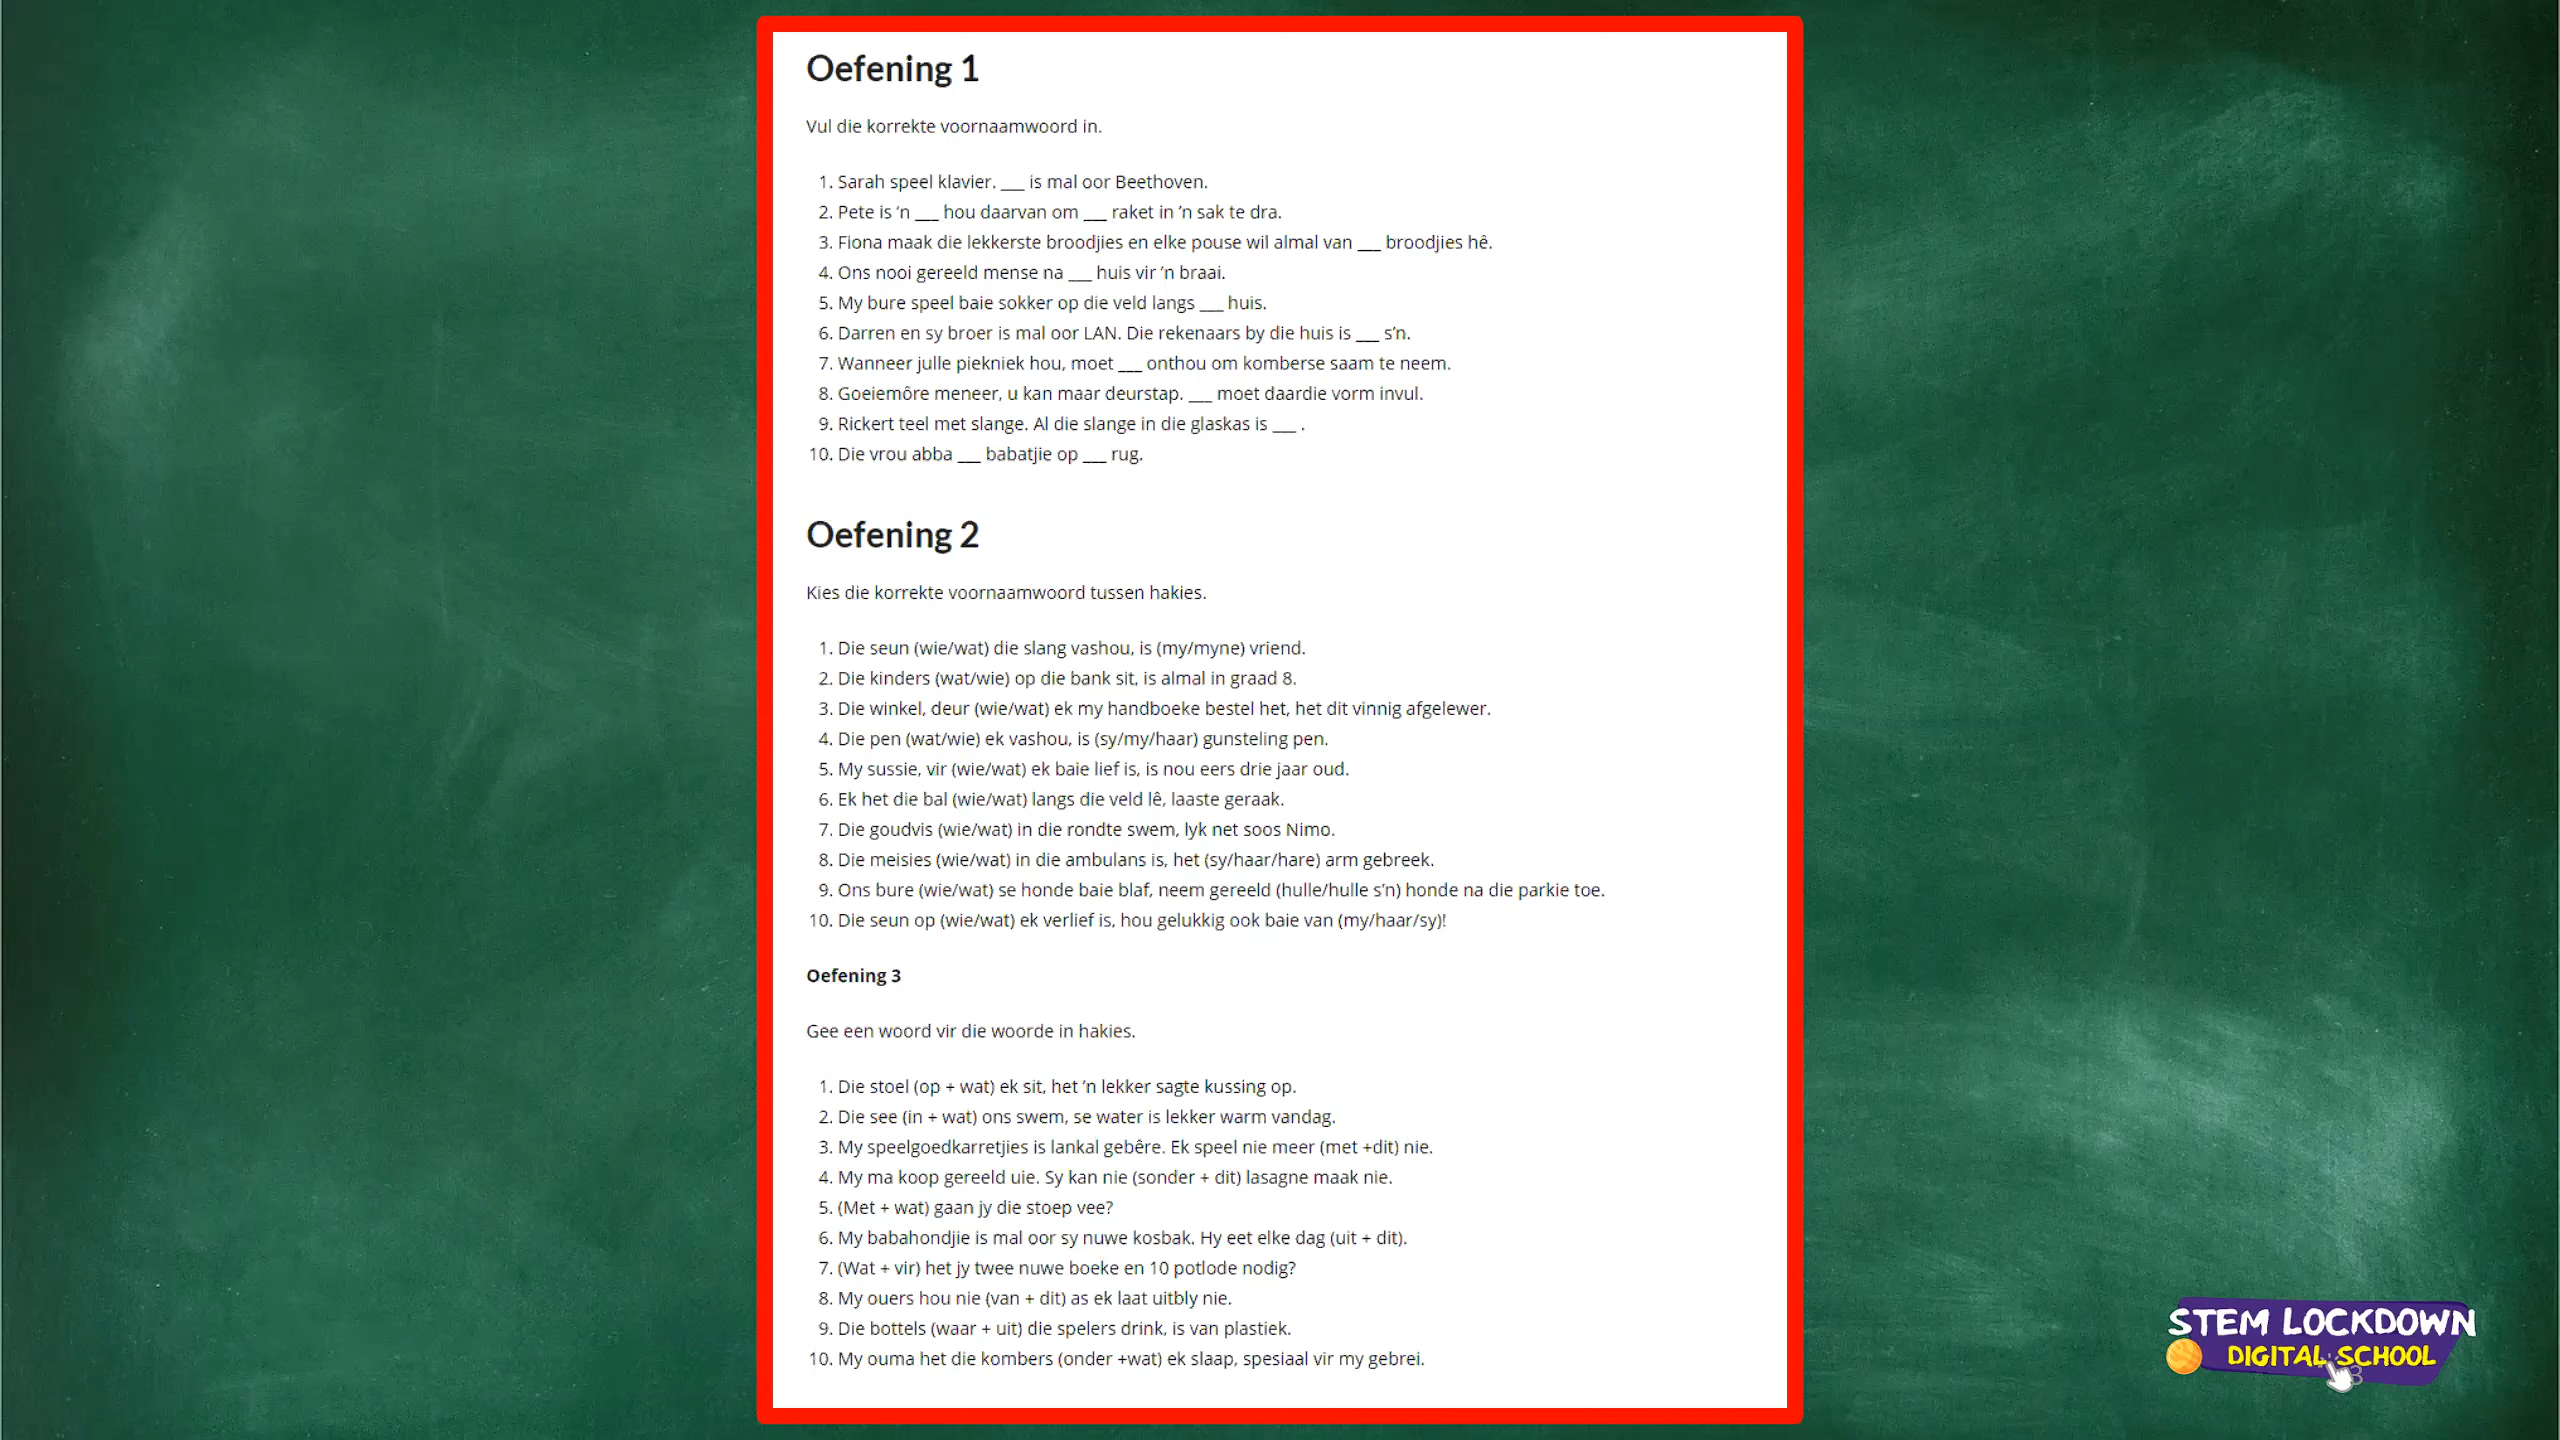 Oefening 1
Vul die korrekte voornaamwoord in.
1. Sarah speel klavier. ___ is mal oor Beethoven.
2. Pete is ‘n ___ hou daarvan om ___ raket in ’n sak te dra.
3. Fiona maak die lekkerste broodjies en elke pouse wil almal van ___ broodjies hê.
4. Ons nooi gereeld mense na ___ huis vir ’n braai.
5. My bure speel baie sokker op die veld langs ___ huis.
6. Darren en sy broer is mal oor LAN. Die rekenaars by die huis is ___ s’n.
7. Wanneer julle piekniek hou, moet ___ onthou om komberse saam te neem.
8. Goeiemôre meneer, u kan maar deurstap. ___ moet daardie vorm invul.
9. Rickert teel met slange. Al die slange in die glaskas is ___ .
10. Die vrou abba ___ babatjie op ___ rug.
Oefening 2
Kies die korrekte voornaamwoord tussen hakies.
1. Die seun (wie/wat) die slang vashou, is (my/myne) vriend.
2. Die kinders (wat/wie) op die bank sit, is almal in graad 8.
3. Die winkel, deur (wie/wat) ek my handboeke bestel het, het dit vinnig afgelewer.
4. Die pen (wat/wie) ek vashou, is (sy/my/haar) gunsteling pen.
5. My sussie, vir (wie/wat) ek baie lief is, is nou eers drie jaar oud.
6. Ek het die bal (wie/wat) langs die veld lê, laaste geraak.
7. Die goudvis (wie/wat) in die rondte swem, lyk net soos Nimo.
8. Die meisies (wie/wat) in die ambulans is, het (sy/haar/hare) arm gebreek.
9. Ons bure (wie/wat) se honde baie blaf, neem gereeld (hulle/hulle s’n) honde na die parkie toe.
10. Die seun op (wie/wat) ek verlief is, hou gelukkig ook baie van (my/haar/sy)!
Oefening 3
Gee een woord vir die woorde in hakies.
1. Die stoel (op + wat) ek sit, het ’n lekker sagte kussing op.
2. Die see (in + wat) ons swem, se water is lekker warm vandag.
3. My speelgoedkarretjies is lankal gebêre. Ek speel nie meer (met +dit) nie.
4. My ma koop gereeld uie. Sy kan nie (sonder + dit) lasagne maak nie.
5. (Met + wat) gaan jy die stoep vee?
6. My babahondjie is mal oor sy nuwe kosbak. Hy eet elke dag (uit + dit).
7. (Wat + vir) het jy twee nuwe boeke en 10 potlode nodig?
8. My ouers hou nie (van + dit) as ek laat uitbly nie.
9. Die bottels (waar + uit) die spelers drink, is van plastiek.
10. My ouma het die kombers (onder +wat) ek slaap, spesiaal vir my gebrei.
STEM LOCKDOWN
DIGITAL SCHOOL
3